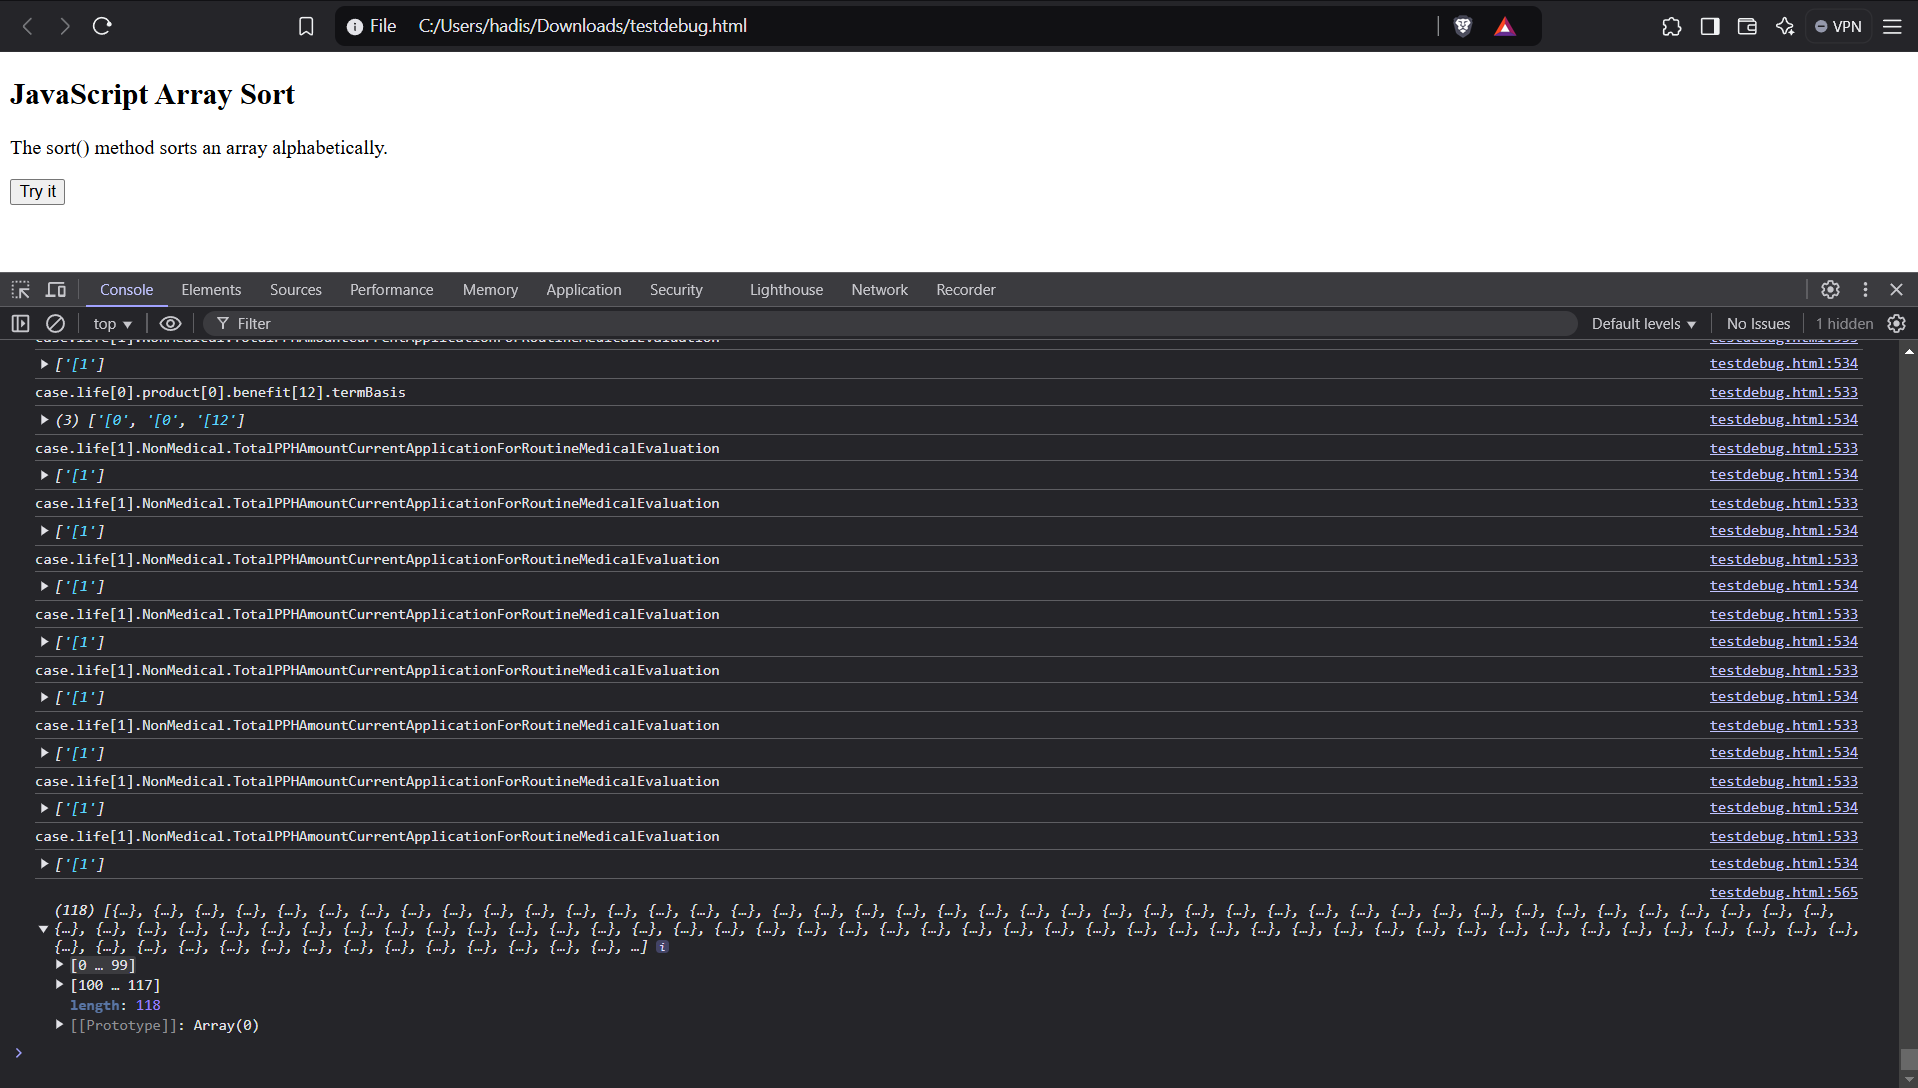 File C:/Users/hadis/Downloads/testdebug.html
VPN
JavaScript Array Sort
The sort() method sorts an array alphabetically.
Try it
Console Elements Sources Performance Memory Application Security Lighthouse Network Recorder
top Filter Default levels No Issues 1 hidden
case.life[1].NonMedical.TotalPPHAmountCurrentApplicationForRoutineMedicalEvaluation testdebug.html:533
['[1'] testdebug.html:534
case.life[0].product[0].benefit[12].termBasis testdebug.html:533
(3) ['[0', '[0', '[12'] testdebug.html:534
case.life[1].NonMedical.TotalPPHAmountCurrentApplicationForRoutineMedicalEvaluation testdebug.html:533
['[1'] testdebug.html:534
case.life[1].NonMedical.TotalPPHAmountCurrentApplicationForRoutineMedicalEvaluation testdebug.html:533
['[1'] testdebug.html:534
case.life[1].NonMedical.TotalPPHAmountCurrentApplicationForRoutineMedicalEvaluation testdebug.html:533
['[1'] testdebug.html:534
case.life[1].NonMedical.TotalPPHAmountCurrentApplicationForRoutineMedicalEvaluation testdebug.html:533
['[1'] testdebug.html:534
case.life[1].NonMedical.TotalPPHAmountCurrentApplicationForRoutineMedicalEvaluation testdebug.html:533
['[1'] testdebug.html:534
case.life[1].NonMedical.TotalPPHAmountCurrentApplicationForRoutineMedicalEvaluation testdebug.html:533
['[1'] testdebug.html:534
case.life[1].NonMedical.TotalPPHAmountCurrentApplicationForRoutineMedicalEvaluation testdebug.html:533
['[1'] testdebug.html:534
case.life[1].NonMedical.TotalPPHAmountCurrentApplicationForRoutineMedicalEvaluation testdebug.html:533
['[1'] testdebug.html:534
testdebug.html:565
(118) [{…}, {…}, {…}, {…}, {…}, {…}, {…}, {…}, {…}, {…}, {…}, {…}, {…}, {…}, {…}, {…}, {…}, {…}, {…}, {…}, {…}, {…}, {…}, {…}, {…}, {…}, {…}, {…}, {…}, {…}, {…}, {…}, {…}, {…}, {…}, {…}, {…}, {…}, {…}, {…}, {…}, {…},
{…}, {…}, {…}, {…}, {…}, {…}, {…}, {…}, {…}, {…}, {…}, {…}, {…}, {…}, {…}, {…}, {…}, {…}, {…}, {…}, {…}, {…}, {…}, {…}, {…}, {…}, {…}, {…}, {…}, {…}, {…}, {…}, {…}, {…}, {…}, {…}, {…}, {…}, {…}, {…}, {…}, {…}, {…}, {…},
{…}, {…}, {…}, {…}, {…}, {…}, {…}, {…}, {…}, {…}, {…}, {…}, {…}, {…}, …]
[0 … 99]
[100 … 117]
length: 118
[[Prototype]]: Array(0)